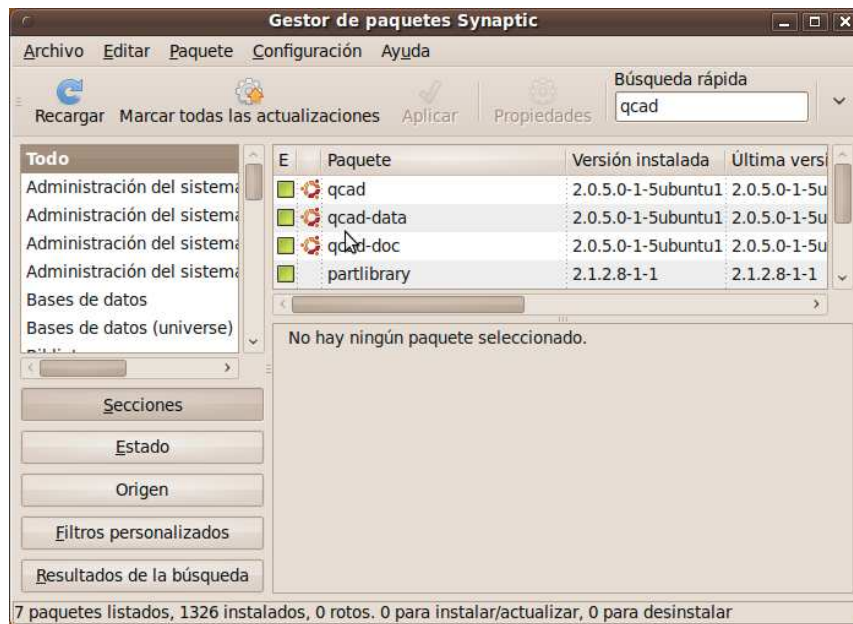 Gestor de paquetes Synaptic
Archivo Editar Paquete Configuración Ayuda
Búsqueda rápida
Recargar Marcar todas las actualizaciones Aplicar Propiedades qcad
Todo
E Paquete Versión instalada Última versi
Administración del sistema
qcad 2.0.5.0-1-5ubuntu1 2.0.5.0-1-5u
Administración del sistema
qcad-data 2.0.5.0-1-5ubuntu1 2.0.5.0-1-5u
Administración del sistema
qcad-doc 2.0.5.0-1-5ubuntu1 2.0.5.0-1-5u
Administración del sistema
partlibrary 2.1.2.8-1-1 2.1.2.8-1-1
Bases de datos
Bases de datos (universe)
No hay ningún paquete seleccionado.
Secciones
Estado
Origen
Filtros personalizados
Resultados de la búsqueda
7 paquetes listados, 1326 instalados, 0 rotos. 0 para instalar/actualizar, 0 para desinstalar